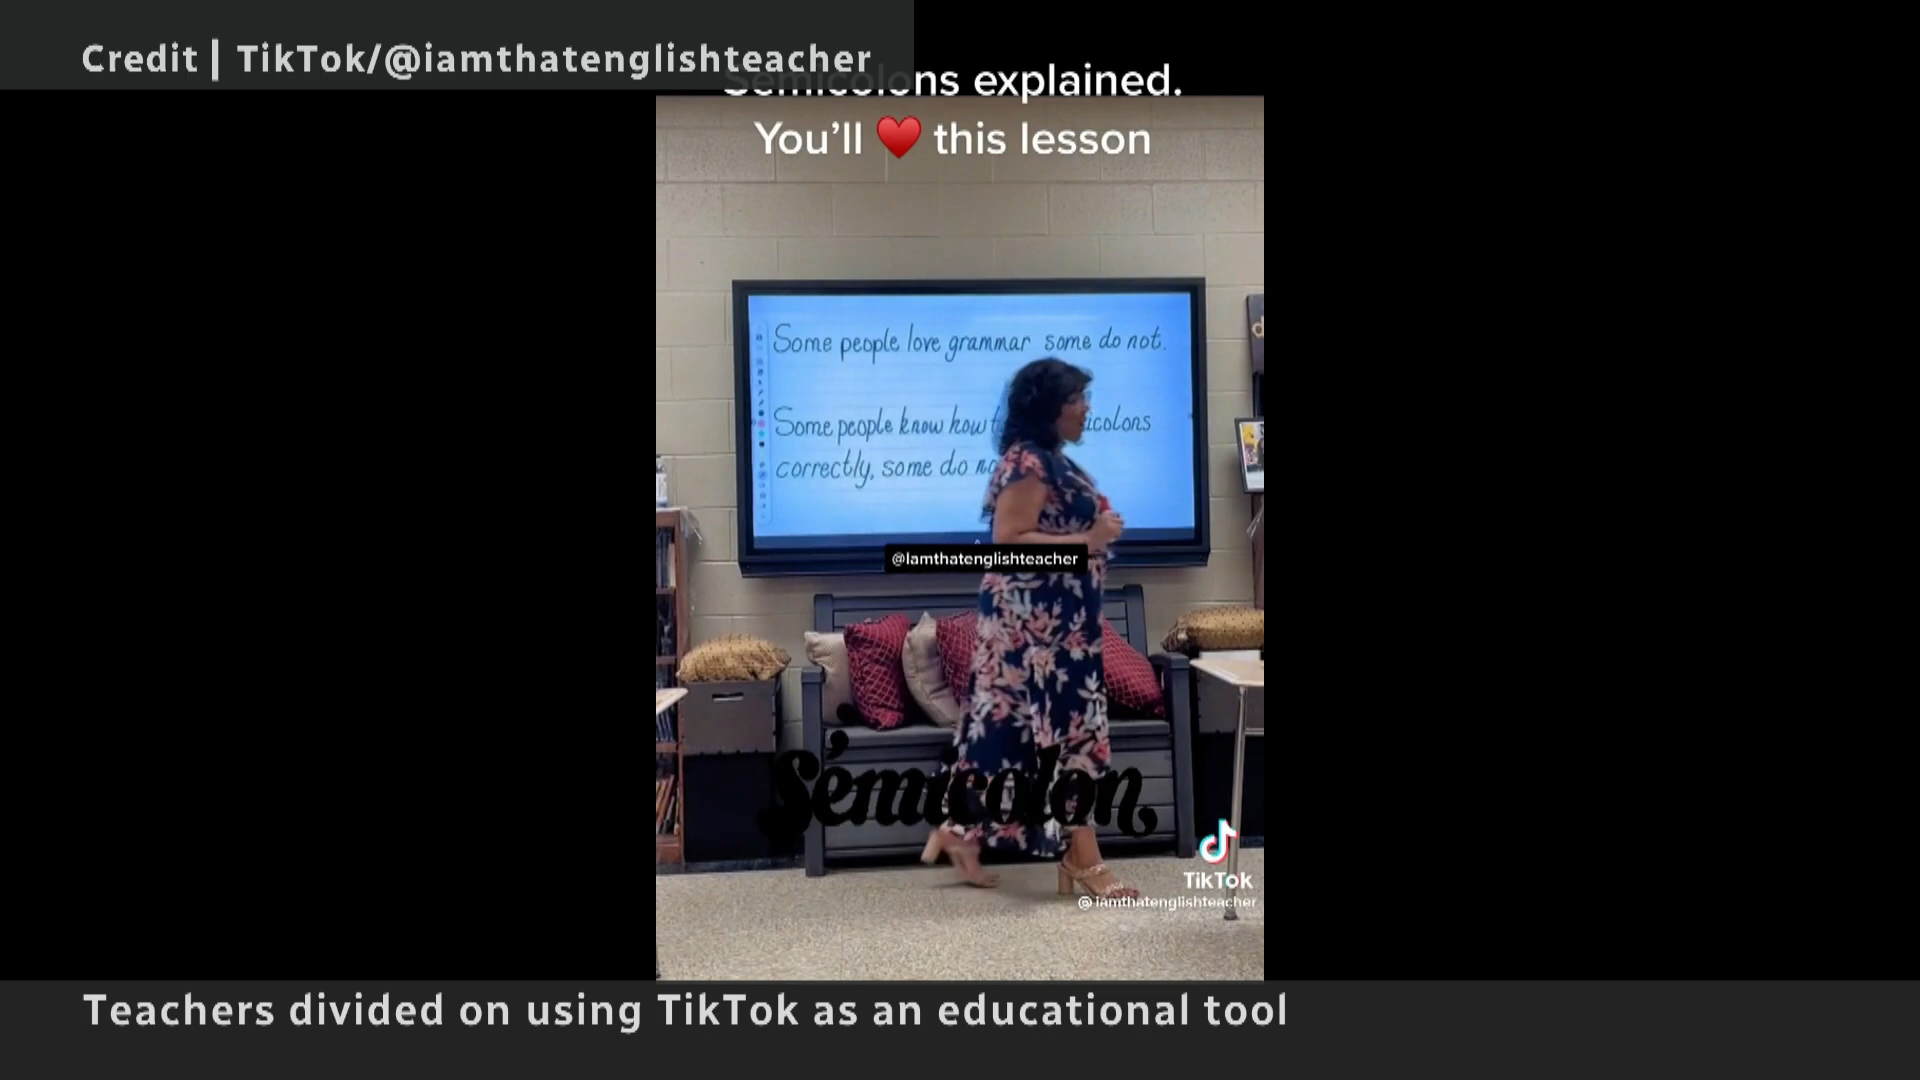 Credit | TikTok/@iamthatenglishteacher
Semicolons explained.
You'll ❤️ this lesson
Some people love grammar some do not.
Some people know how icolons
correctly, some do
@Iamthatenglishteacher
Semicolon
TikTok
@iamthatenglishteacher
Teachers divided on using TikTok as an educational tool